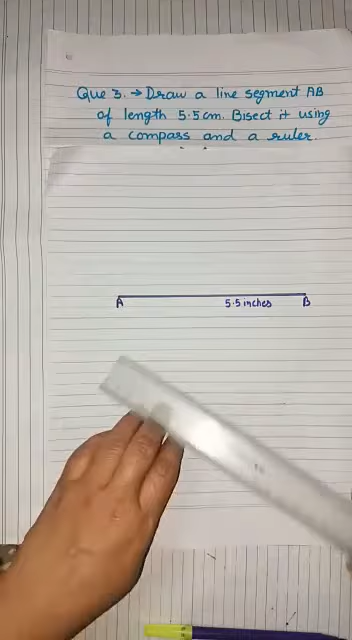 Que 3. → Draw a line segment AB
of length 5.5 cm. Bisect it using
a compass and a ruler.
A 5.5 inches B